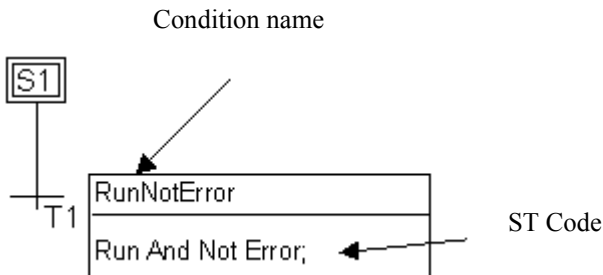 Condition name
S1
T1
RunNotError
Run And Not Error;
ST Code